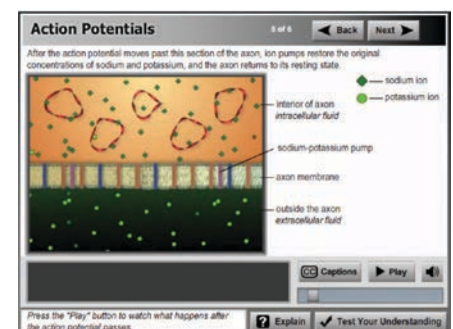 Action Potentials
5 of 6
Back
Next
After the action potential moves past this section of the axon, ion pumps restore the original
concentrations of sodium and potassium, and the axon returns to its resting state.
sodium ion
potassium ion
interior of axon
intracellular fluid
sodium-potassium pump
axon membrane
outside the axon
extracellular fluid
CC Captions
Play
Press the "Play" button to watch what happens after
the action potential passes
? Explain
Test Your Understanding